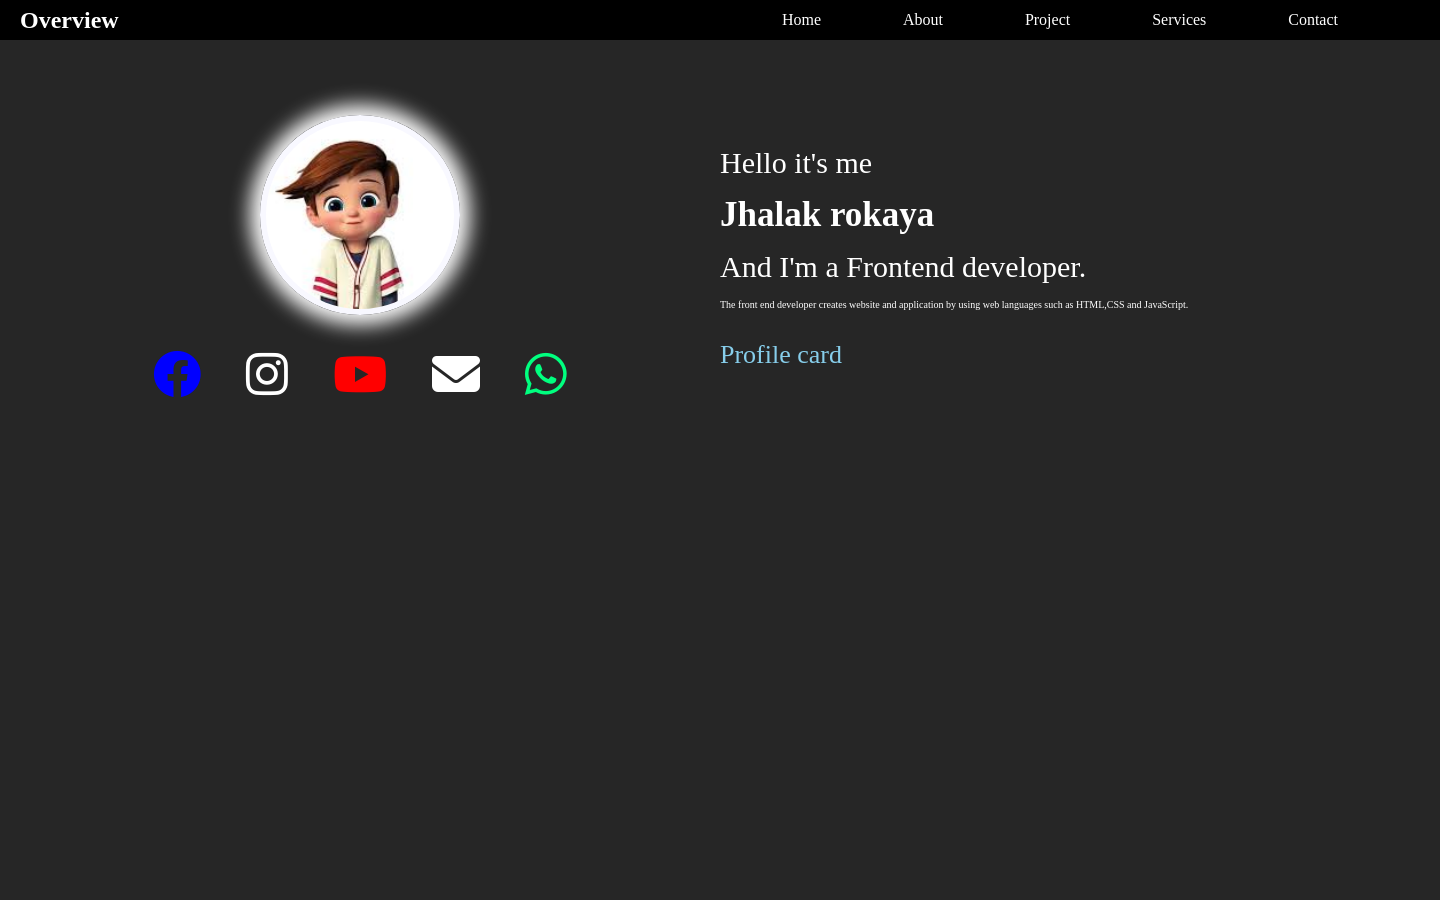 Overview
Home
About
Project
Services
Contact
Hello it's me
Jhalak rokaya
And I'm a Frontend developer.
The front end developer creates website and application by using web languages such as HTML,CSS and JavaScript.
Profile card